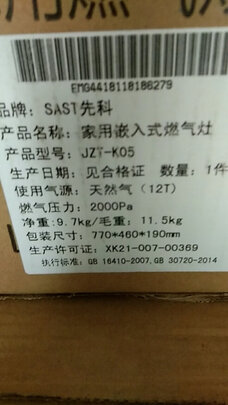 EMG4418118186279
品牌：SAST先科
产品名称：家用嵌入式燃气灶
产品型号：JZT-K05
生产日期：见合格证 数量：1件
使用气源：天然气（12T）
燃气压力：2000Pa
净重：9.7kg/毛重：11.5kg
包装尺寸：770*460*190mm
生产许可证：XK21-007-00369
执行标准：GB 16410-2007,GB 30720-2014